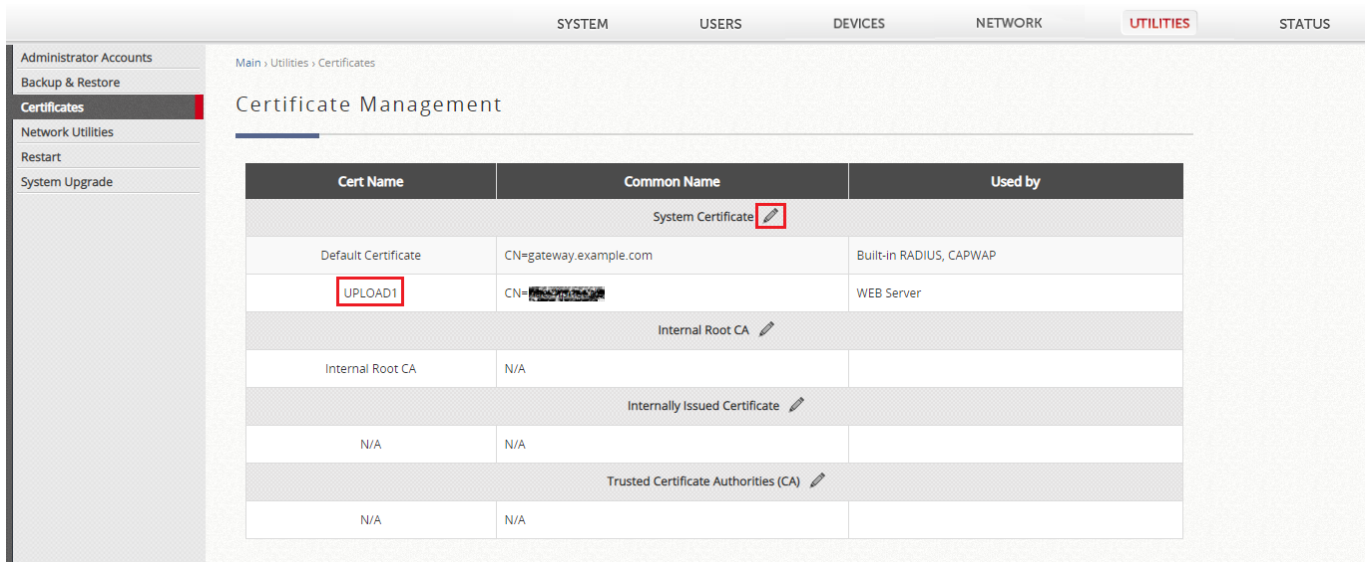 SYSTEM USERS DEVICES NETWORK UTILITIES STATUS
Administrator Accounts
Backup & Restore
Certificates
Network Utilities
Restart
System Upgrade
Main › Utilities › Certificates
Certificate Management
Cert Name Common Name Used by
System Certificate
Default Certificate CN=gateway.example.com Built-in RADIUS, CAPWAP
UPLOAD1 CN= WEB Server
Internal Root CA
Internal Root CA N/A
Internally Issued Certificate
N/A N/A
Trusted Certificate Authorities (CA)
N/A N/A